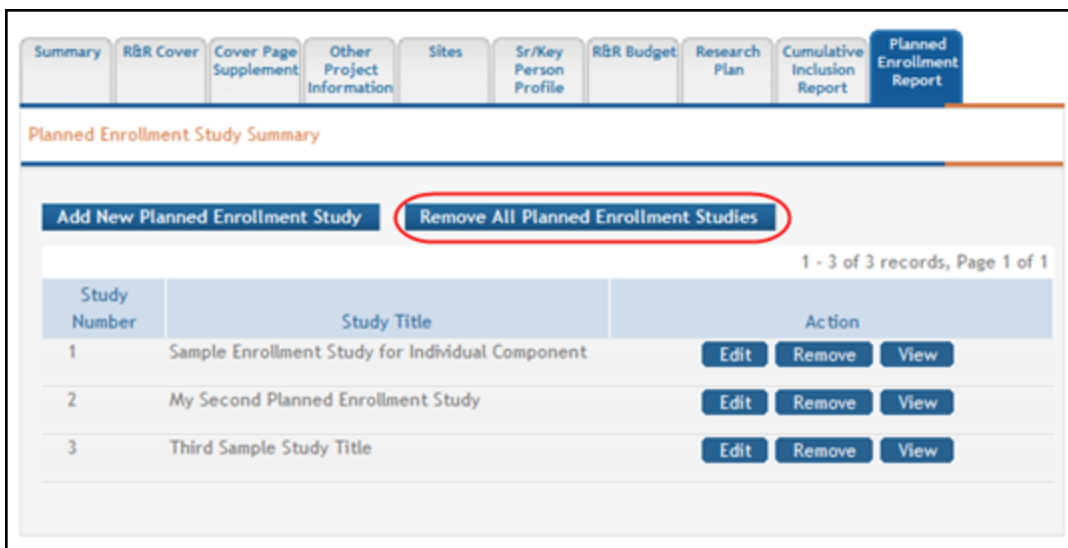 Summary
R&R Cover
Cover Page
Supplement
Other
Project
Information
Sites
Sr/Key
Person
Profile
R&R Budget
Research
Plan
Cumulative
Inclusion
Report
Planned
Enrollment
Report
Planned Enrollment Study Summary
Add New Planned Enrollment Study
Remove All Planned Enrollment Studies
1 - 3 of 3 records, Page 1 of 1
Study
Number
Study Title
Action
1 Sample Enrollment Study for Individual Component Edit Remove View
2 My Second Planned Enrollment Study Edit Remove View
3 Third Sample Study Title Edit Remove View